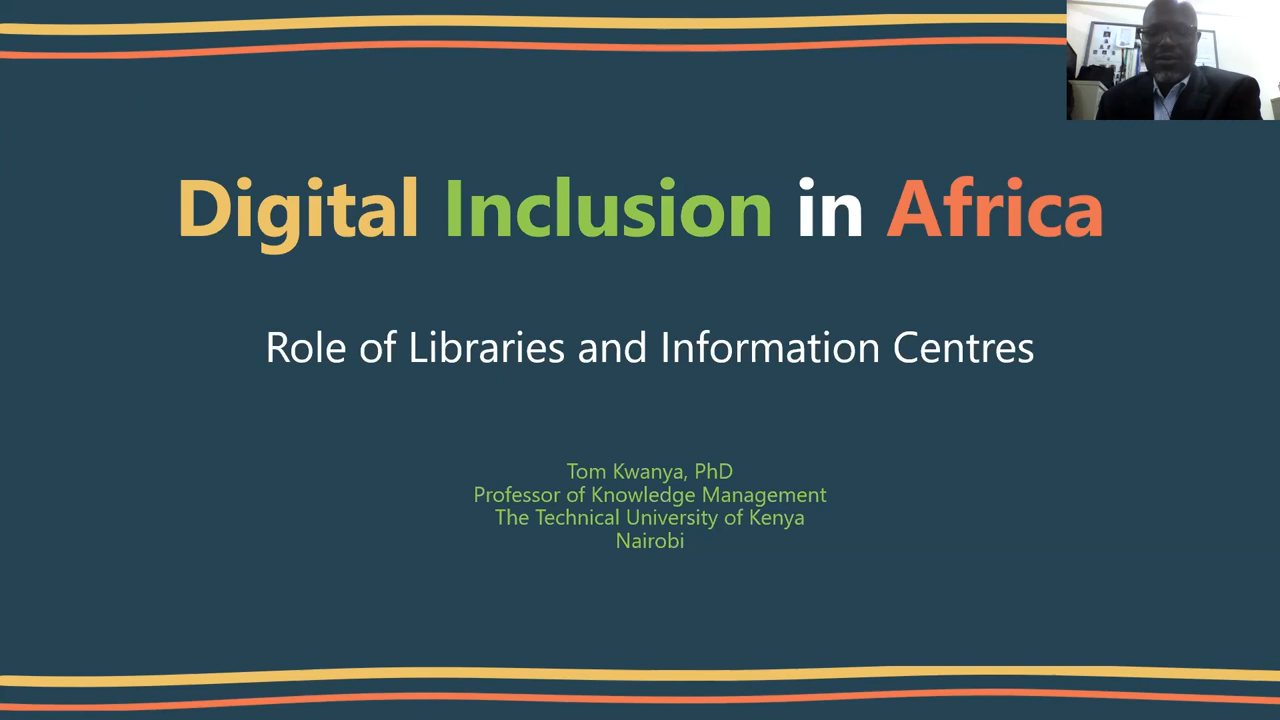 Digital Inclusion in Africa
Role of Libraries and Information Centres
Tom Kwanya, PhD
Professor of Knowledge Management
The Technical University of Kenya
Nairobi